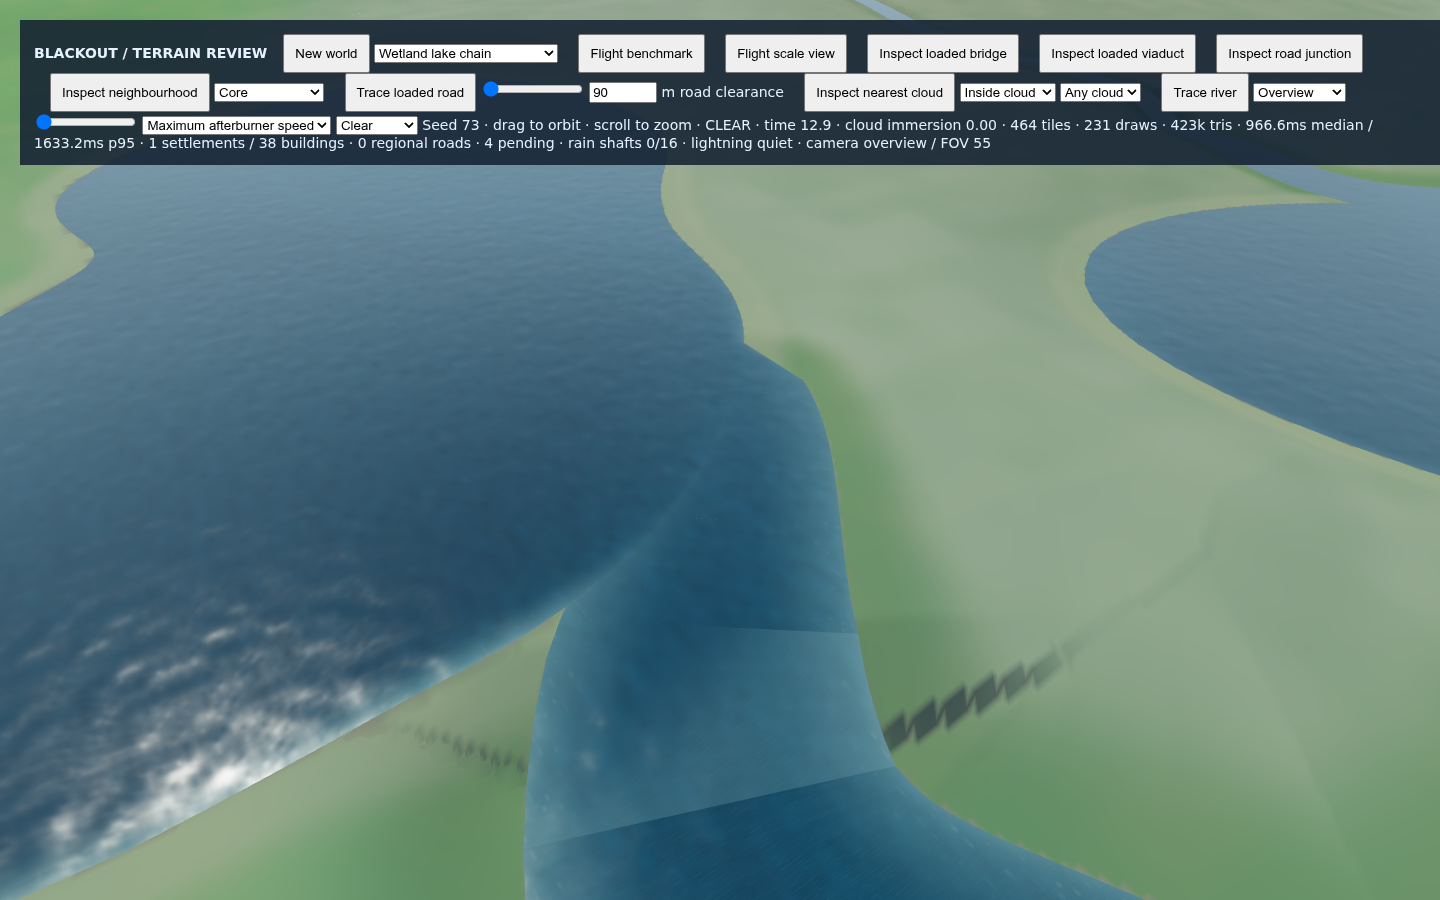 BLACKOUT / TERRAIN REVIEW New world Wetland lake chain Flight benchmark Flight scale view Inspect loaded bridge Inspect loaded viaduct Inspect road junction
Inspect neighbourhood Core Trace loaded road 90 m road clearance Inspect nearest cloud Inside cloud Any cloud Trace river Overview
Maximum afterburner speed Clear Seed 73 · drag to orbit · scroll to zoom · CLEAR · time 12.9 · cloud immersion 0.00 · 464 tiles · 231 draws · 423k tris · 966.6ms median /
1633.2ms p95 · 1 settlements / 38 buildings · 0 regional roads · 4 pending · rain shafts 0/16 · lightning quiet · camera overview / FOV 55